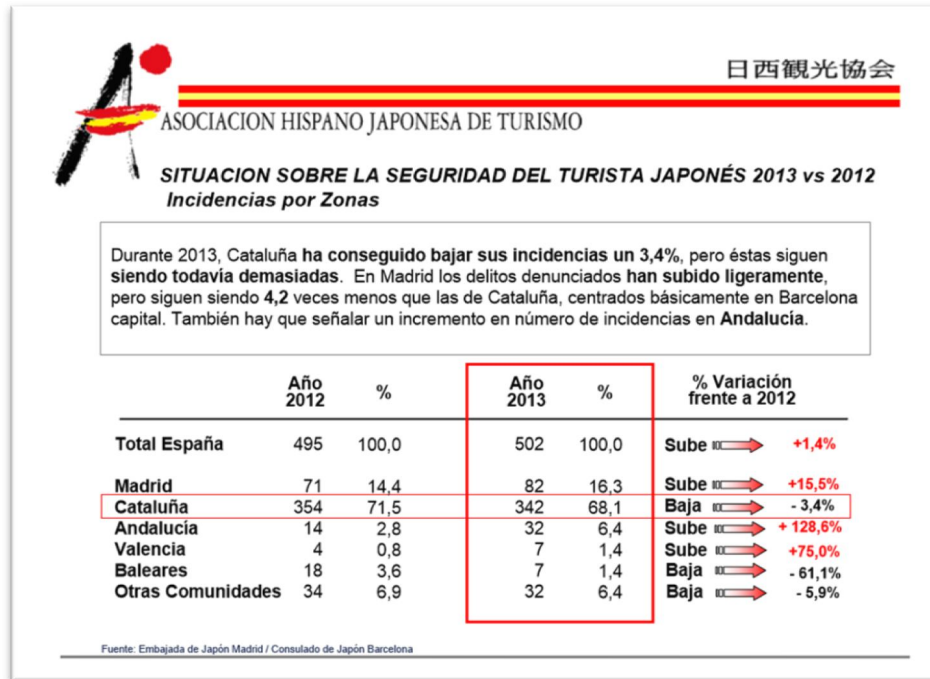 日西観光協会
ASOCIACION HISPANO JAPONESA DE TURISMO
SITUACION SOBRE LA SEGURIDAD DEL TURISTA JAPONÉS 2013 vs 2012
Incidencias por Zonas
Durante 2013, Cataluña ha conseguido bajar sus incidencias un 3,4%, pero éstas siguen
siendo todavía demasiadas. En Madrid los delitos denunciados han subido ligeramente,
pero siguen siendo 4,2 veces menos que las de Cataluña, centrados básicamente en Barcelona
capital. También hay que señalar un incremento en número de incidencias en Andalucía.
Año 2012 % Año 2013 % % Variación frente a 2012
Total España 495 100,0 502 100,0 Sube +1,4%
Madrid 71 14,4 82 16,3 Sube +15,5%
Cataluña 354 71,5 342 68,1 Baja - 3,4%
Andalucía 14 2,8 32 6,4 Sube + 128,6%
Valencia 4 0,8 7 1,4 Sube +75,0%
Baleares 18 3,6 7 1,4 Baja - 61,1%
Otras Comunidades 34 6,9 32 6,4 Baja - 5,9%
Fuente: Embajada de Japón Madrid / Consulado de Japón Barcelona